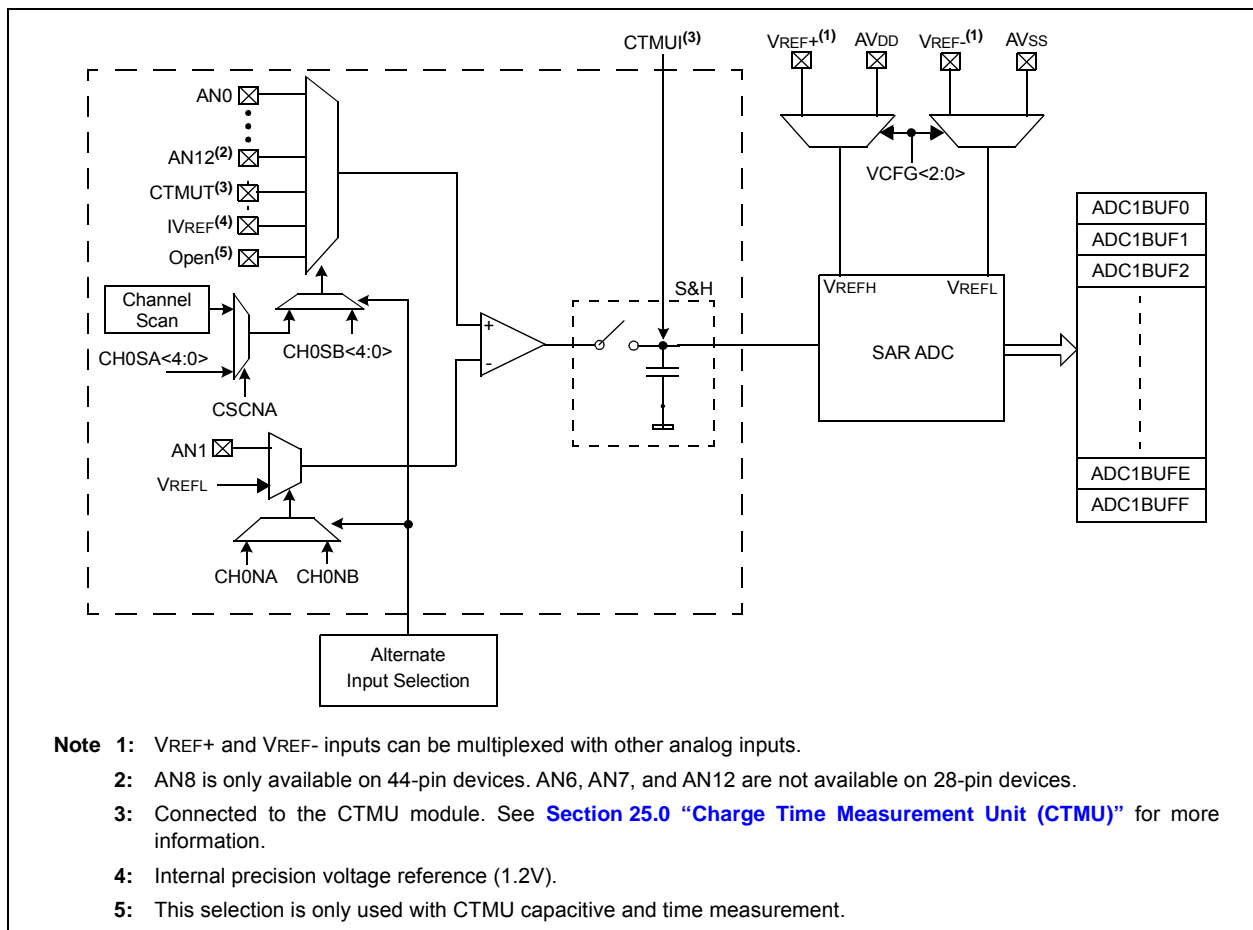 CTMUI(3)
VREF+(1)
AVDD
VREF-(1)
AVSS
AN0
AN12(2)
CTMUT(3)
IVREF(4)
Open(5)
VCFG<2:0>
ADC1BUF0
ADC1BUF1
ADC1BUF2
Channel
Scan
S&H
VREFH
VREFL
CH0SA<4:0>
CH0SB<4:0>
+
-
SAR ADC
CSCNA
AN1
VREFL
ADC1BUFE
ADC1BUFF
CH0NA
CH0NB
Alternate
Input Selection
Note 1: VREF+ and VREF- inputs can be multiplexed with other analog inputs.
2: AN8 is only available on 44-pin devices. AN6, AN7, and AN12 are not available on 28-pin devices.
3: Connected to the CTMU module. See Section 25.0 “Charge Time Measurement Unit (CTMU)” for more
information.
4: Internal precision voltage reference (1.2V).
5: This selection is only used with CTMU capacitive and time measurement.